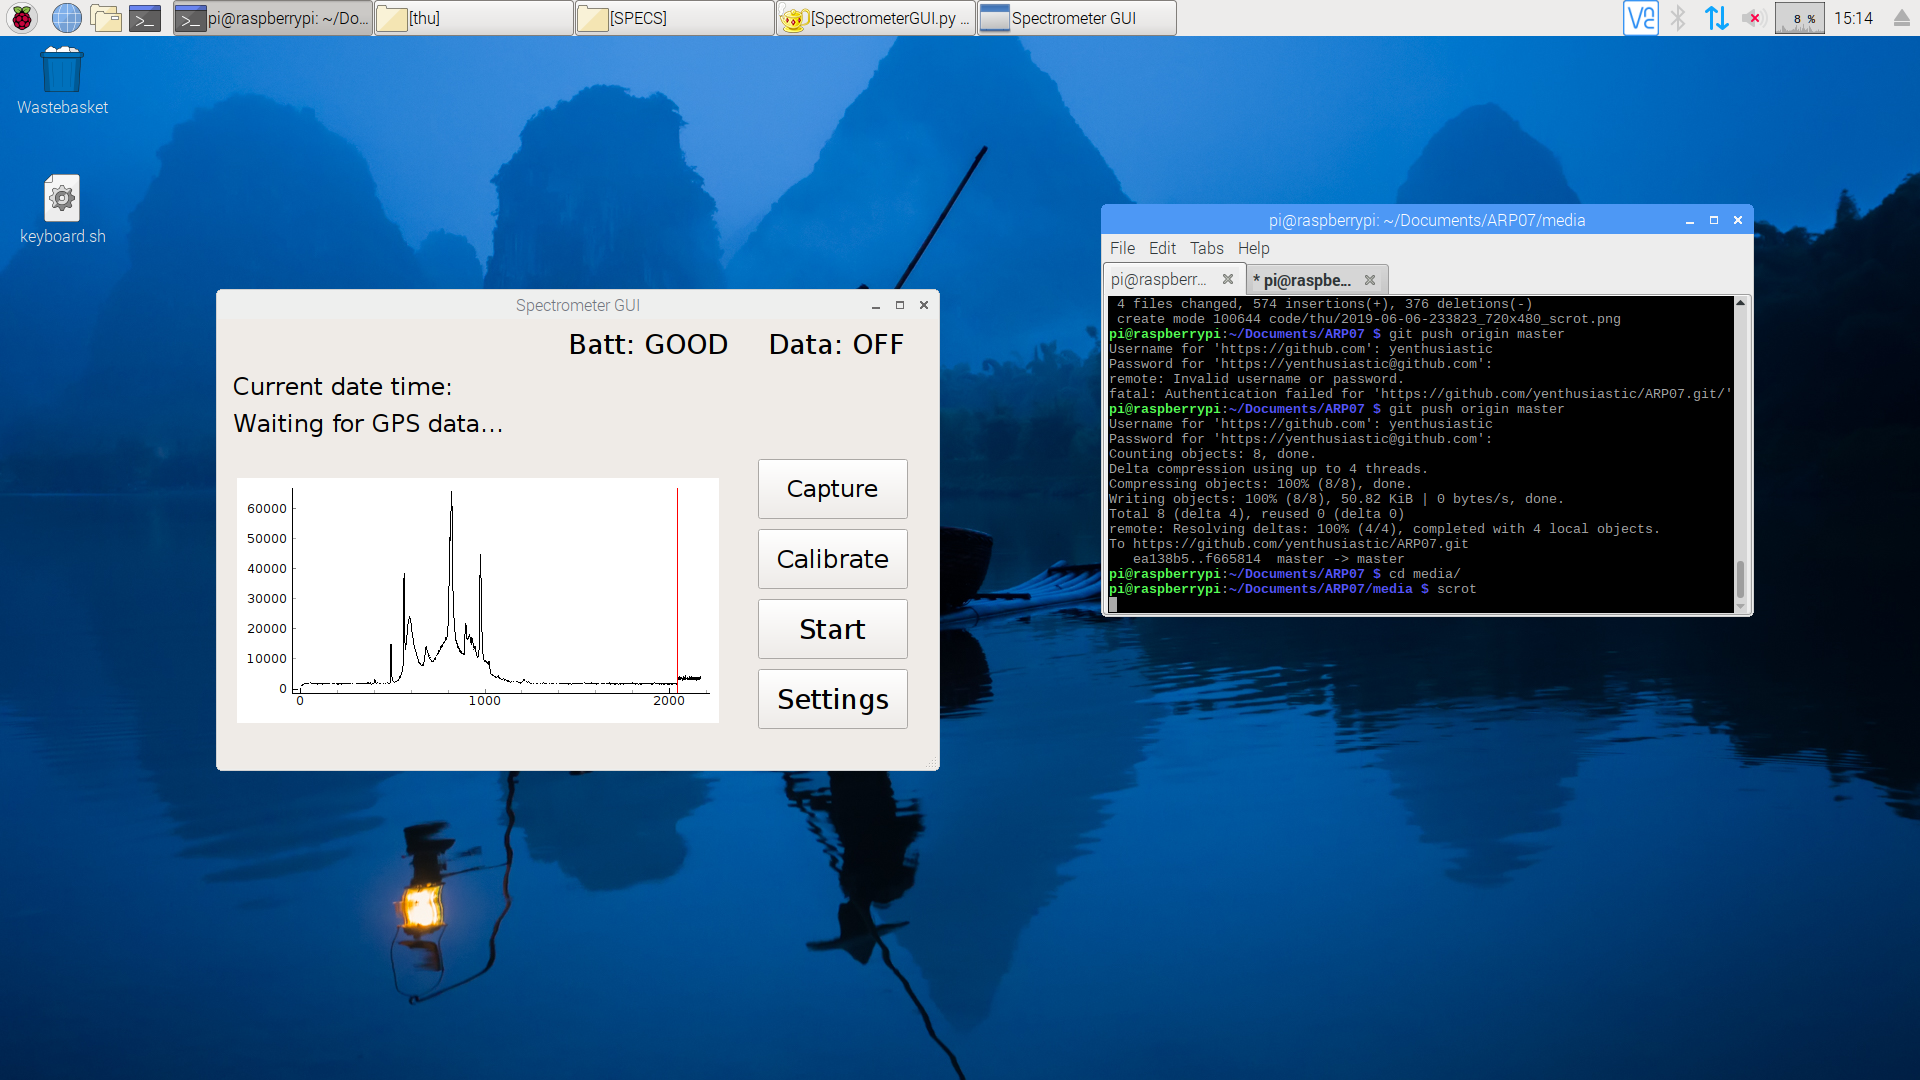 pi@raspberrypi: ~/Do...
[thu]
[SPECS]
[SpectrometerGUI.py ...
Spectrometer GUI
8 %
15:14
Wastebasket
keyboard.sh
Spectrometer GUI
Batt: GOOD
Data: OFF
Current date time:
Waiting for GPS data...
60000
50000
40000
30000
20000
10000
0
0
1000
2000
Capture
Calibrate
Start
Settings
pi@raspberrypi: ~/Documents/ARP07/media
File Edit Tabs Help
pi@raspberr...
* pi@raspbe...
4 files changed, 574 insertions(+), 376 deletions(-)
create mode 100644 code/thu/2019-06-06-233823_720x480_scrot.png
pi@raspberrypi:~/Documents/ARP07 $ git push origin master
Username for 'https://github.com': yenthusiastic
Password for 'https://yenthusiastic@github.com':
remote: Invalid username or password.
fatal: Authentication failed for 'https://github.com/yenthusiastic/ARP07.git/'
pi@raspberrypi:~/Documents/ARP07 $ git push origin master
Username for 'https://github.com': yenthusiastic
Password for 'https://yenthusiastic@github.com':
Counting objects: 8, done.
Delta compression using up to 4 threads.
Compressing objects: 100% (8/8), done.
Writing objects: 100% (8/8), 50.82 KiB | 0 bytes/s, done.
Total 8 (delta 4), reused 0 (delta 0)
remote: Resolving deltas: 100% (4/4), completed with 4 local objects.
To https://github.com/yenthusiastic/ARP07.git
ea138b5..f665814  master -> master
pi@raspberrypi:~/Documents/ARP07 $ cd media/
pi@raspberrypi:~/Documents/ARP07/media $ scrot